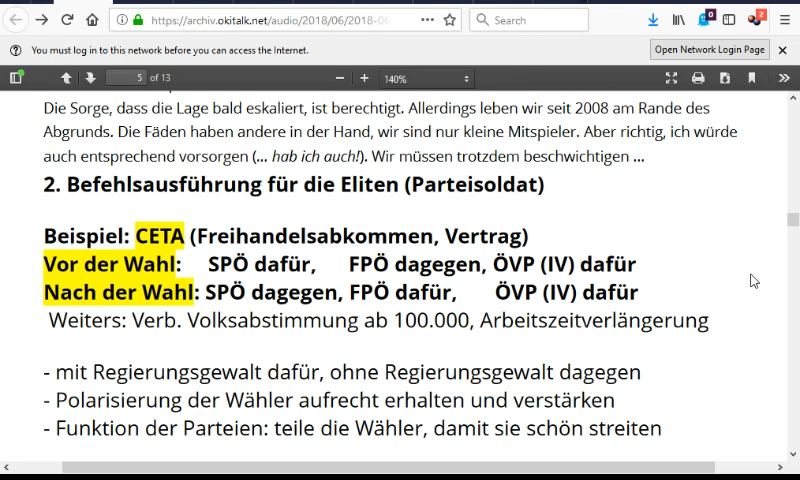 https://archiv.okitalk.net/audio/2018/06/2018-06
Search
0
2
You must log in to this network before you can access the Internet.
Open Network Login Page
5 of 13
140%
Die Sorge, dass die Lage bald eskaliert, ist berechtigt. Allerdings leben wir seit 2008 am Rande des
Abgrunds. Die Fäden haben andere in der Hand, wir sind nur kleine Mitspieler. Aber richtig, ich würde
auch entsprechend vorsorgen (... hab ich auch!). Wir müssen trotzdem beschwichtigen ...
2. Befehlsausführung für die Eliten (Parteisoldat)
Beispiel: CETA (Freihandelsabkommen, Vertrag)
Vor der Wahl: SPÖ dafür, FPÖ dagegen, ÖVP (IV) dafür
Nach der Wahl: SPÖ dagegen, FPÖ dafür, ÖVP (IV) dafür
Weiters: Verb. Volksabstimmung ab 100.000, Arbeitszeitverlängerung
- mit Regierungsgewalt dafür, ohne Regierungsgewalt dagegen
- Polarisierung der Wähler aufrecht erhalten und verstärken
- Funktion der Parteien: teile die Wähler, damit sie schön streiten